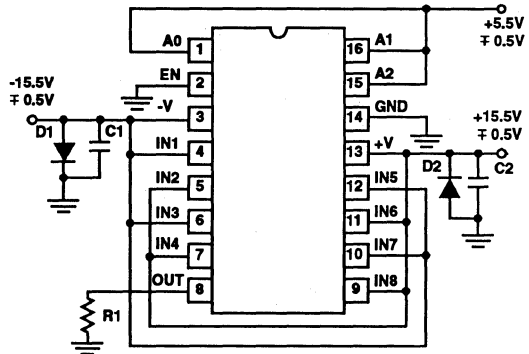 +5.5V
∓ 0.5V
A0 1 16 A1
EN 2 15 A2
-15.5V
∓ 0.5V
-V 3 14 GND
D1 C1
+15.5V
∓ 0.5V
IN1 4 13 +V
D2 C2
IN2 5 12 IN5
IN3 6 11 IN6
IN4 7 10 IN7
OUT 8 9 IN8
R1